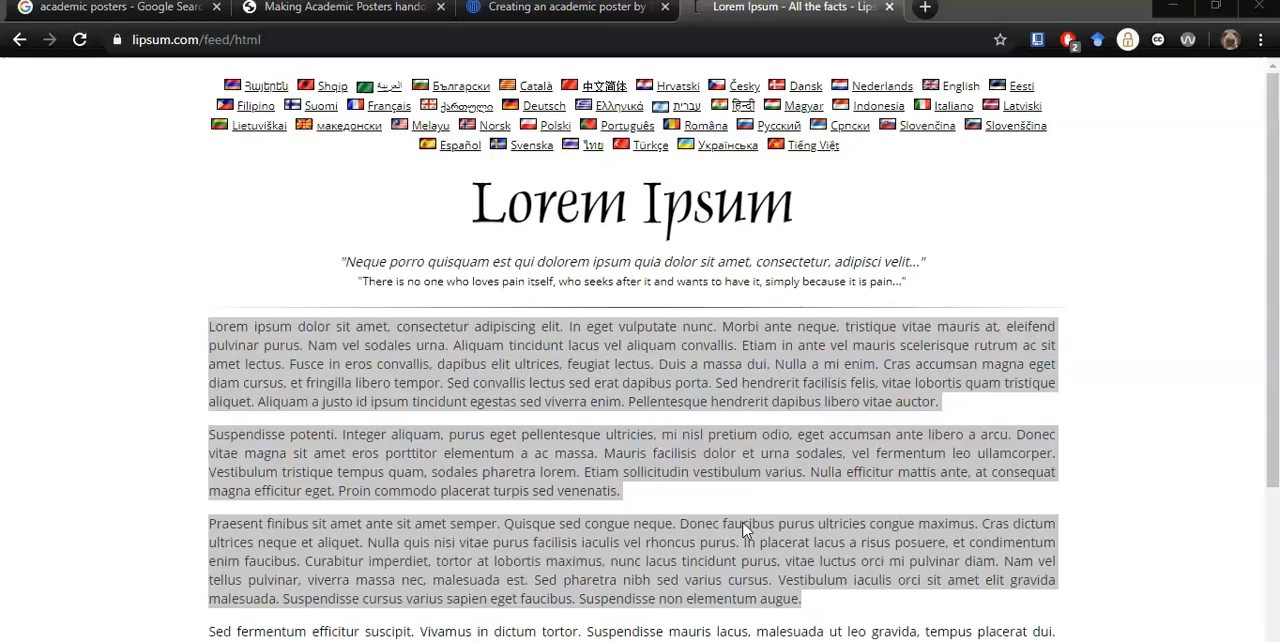 academic posters - Google Searc
Making Academic Posters hando
Creating an academic poster by T
Lorem Ipsum - All the facts - Lips
lipsum.com/feed/html
2
Հայերեն Shqip العربية Български Català 中文简体 Hrvatski Česky Dansk Nederlands English Eesti
Filipino Suomi Français ქართული Deutsch Ελληνικά עברית हिन्दी Magyar Indonesia Italiano Latviski
Lietuviškai македонски Melayu Norsk Polski Português Româna Русский Српски Slovenčina Slovenščina
Español Svenska ไทย Türkçe Українська Tiếng Việt
Lorem Ipsum
"Neque porro quisquam est qui dolorem ipsum quia dolor sit amet, consectetur, adipisci velit..."
"There is no one who loves pain itself, who seeks after it and wants to have it, simply because it is pain..."
Lorem ipsum dolor sit amet, consectetur adipiscing elit. In eget vulputate nunc. Morbi ante neque, tristique vitae mauris at, eleifend
pulvinar purus. Nam vel sodales urna. Aliquam tincidunt lacus vel aliquam convallis. Etiam in ante vel mauris scelerisque rutrum ac sit
amet lectus. Fusce in eros convallis, dapibus elit ultrices, feugiat lectus. Duis a massa dui. Nulla a mi enim. Cras accumsan magna eget
diam cursus, et fringilla libero tempor. Sed convallis lectus sed erat dapibus porta. Sed hendrerit facilisis felis, vitae lobortis quam tristique
aliquet. Aliquam a justo id ipsum tincidunt egestas sed viverra enim. Pellentesque hendrerit dapibus libero vitae auctor.
Suspendisse potenti. Integer aliquam, purus eget pellentesque ultricies, mi nisl pretium odio, eget accumsan ante libero a arcu. Donec
vitae magna sit amet eros porttitor elementum a ac massa. Mauris facilisis dolor et urna sodales, vel fermentum leo ullamcorper.
Vestibulum tristique tempus quam, sodales pharetra lorem. Etiam sollicitudin vestibulum varius. Nulla efficitur mattis ante, at consequat
magna efficitur eget. Proin commodo placerat turpis sed venenatis.
Praesent finibus sit amet ante sit amet semper. Quisque sed congue neque. Donec faucibus purus ultricies congue maximus. Cras dictum
ultrices neque et aliquet. Nulla quis nisi vitae purus facilisis iaculis vel rhoncus purus. In placerat lacus a risus posuere, et condimentum
enim faucibus. Curabitur imperdiet, tortor at lobortis maximus, nunc lacus tincidunt purus, vitae luctus orci mi pulvinar diam. Nam vel
tellus pulvinar, viverra massa nec, malesuada est. Sed pharetra nibh sed varius cursus. Vestibulum iaculis orci sit amet elit gravida
malesuada. Suspendisse cursus varius sapien eget faucibus. Suspendisse non elementum augue.
Sed fermentum efficitur suscipit. Vivamus in dictum tortor. Suspendisse mauris lacus, malesuada ut leo gravida, tempus placerat dui.